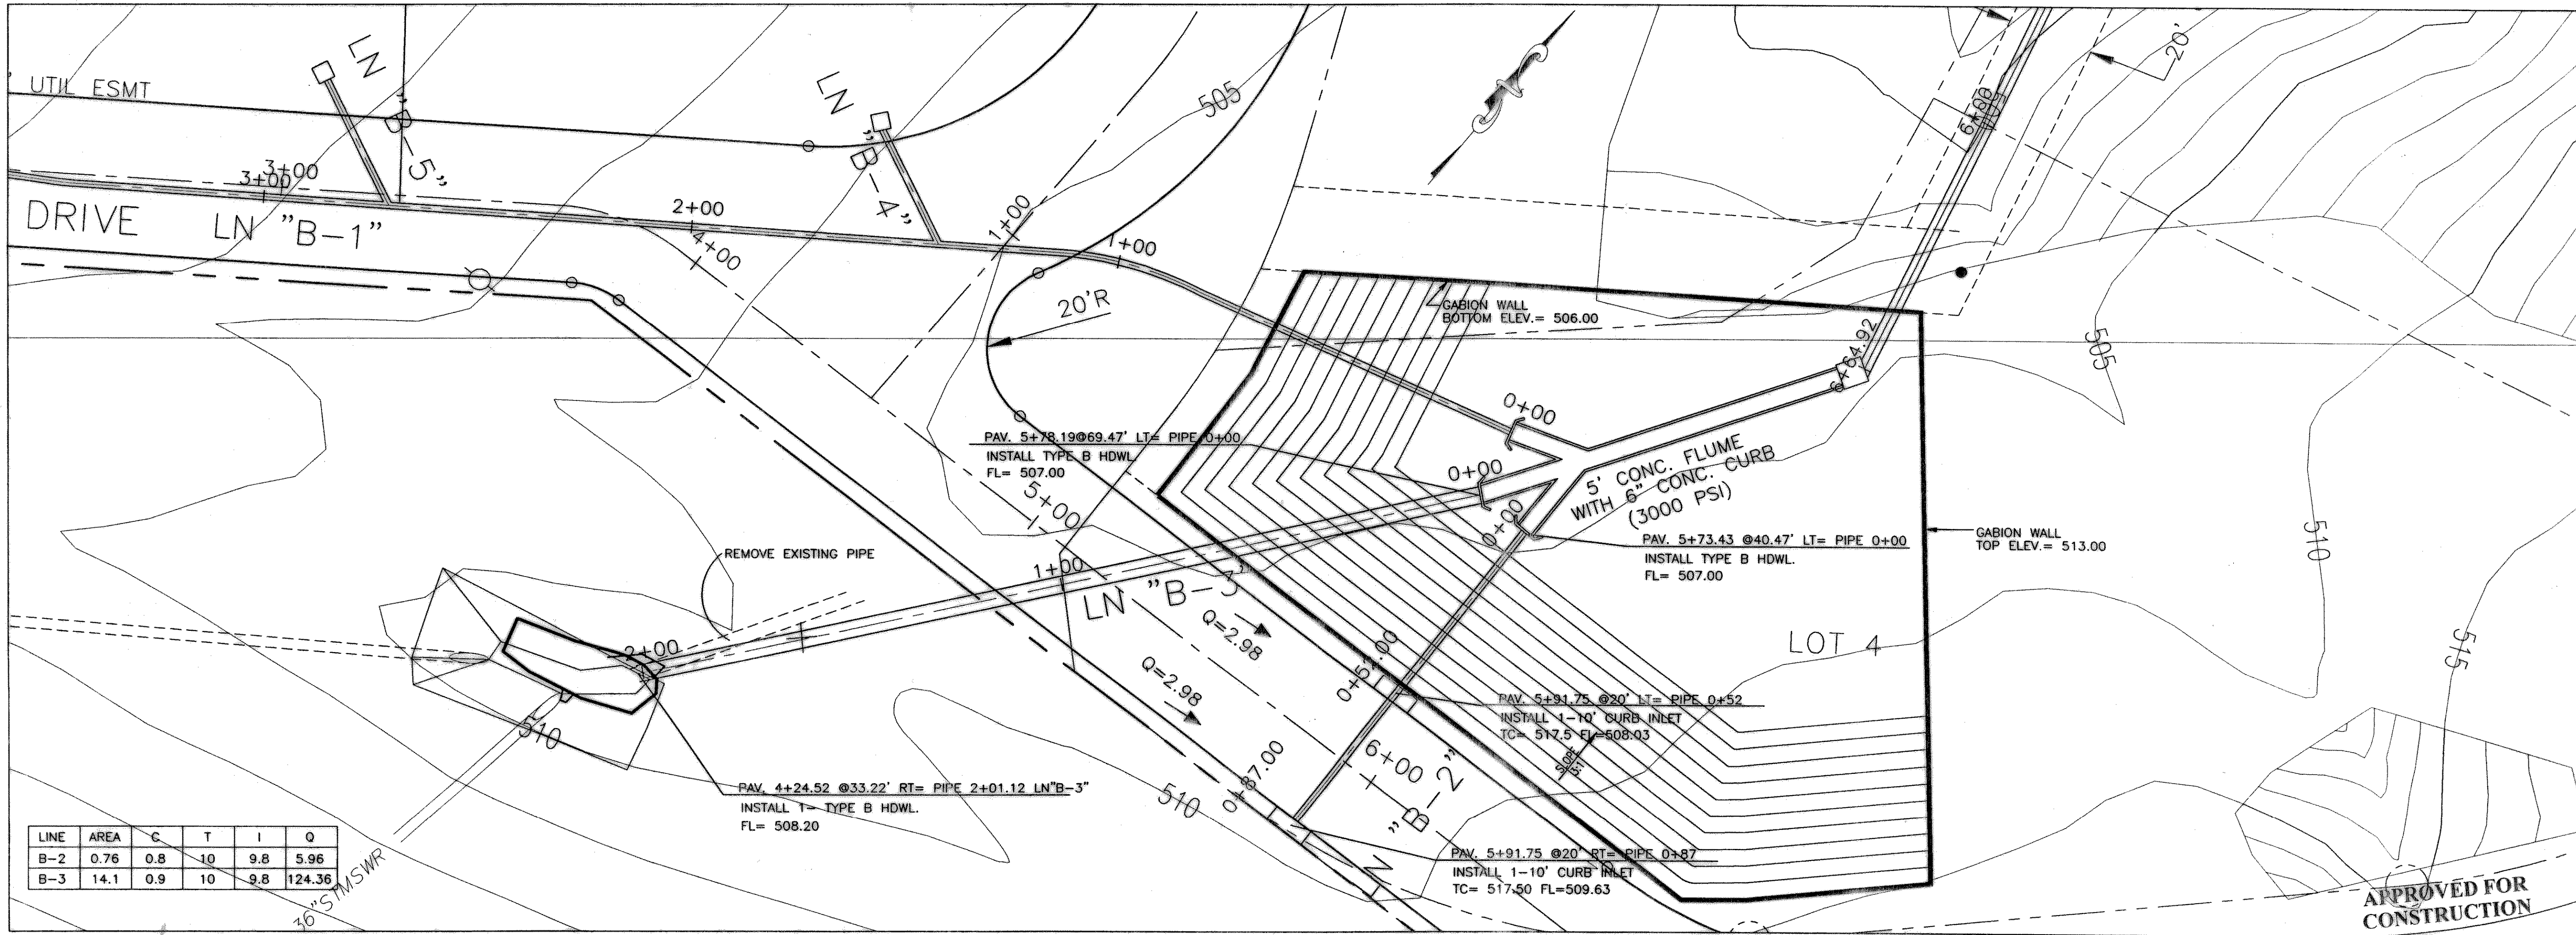 ' UTIL ESMT
LN "B-5"
LN "B-4"
505
20'
6+00
3+00
3+00
DRIVE
LN "B-1"
2+00
4+00
1+00
1+00
20'R
GABION WALL
BOTTOM ELEV.= 506.00
6+64.92
505
0+00
PAV. 5+78.19@69.47' LT= PIPE 0+00
INSTALL TYPE B HDWL.
FL= 507.00
0+00
5' CONC. FLUME
WITH 6" CONC. CURB
(3000 PSI)
5+00
0+00
PAV. 5+73.43 @40.47' LT= PIPE 0+00
INSTALL TYPE B HDWL.
FL= 507.00
GABION WALL
TOP ELEV.= 513.00
510
REMOVE EXISTING PIPE
1+00
LN "B-3"
Q=2.98
Q=2.98
2+00
LOT 4
515
0+52.00
PAV. 5+91.75 @20' LT= PIPE 0+52
INSTALL 1-10' CURB INLET
TC= 517.5 FL=508.03
SLOPE
3:1
510
6+00
0+87.00
510
PAV. 4+24.52 @33.22' RT= PIPE 2+01.12 LN"B-3"
INSTALL 1- TYPE B HDWL.
FL= 508.20
LN "B-2"
PAV. 5+91.75 @20' RT= PIPE 0+87
INSTALL 1-10' CURB INLET
TC= 517.50 FL=509.63
LINE AREA C T I Q
B-2 0.76 0.8 10 9.8 5.96
B-3 14.1 0.9 10 9.8 124.36
36"STMSWR
APPROVED FOR
CONSTRUCTION